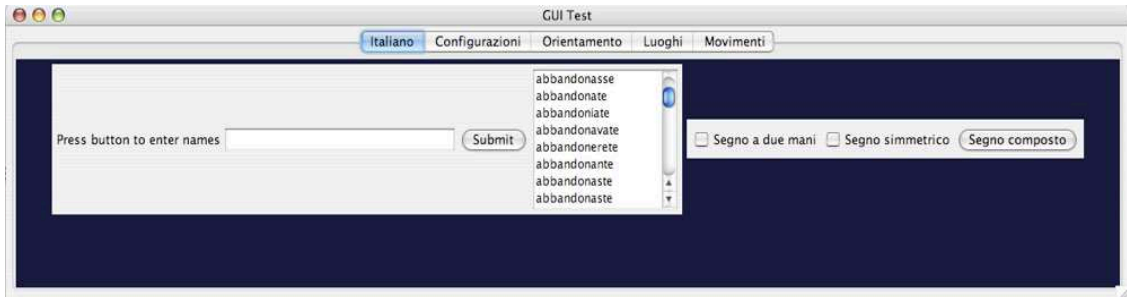 GUI Test
Italiano Configurazioni Orientamento Luoghi Movimenti
abbandonasse
abbandonate
abbandoniate
abbandonavate
Press button to enter names Submit
abbandonerete
abbandonante
abbandonaste
abbandonaste
Segno a due mani Segno simmetrico Segno composto